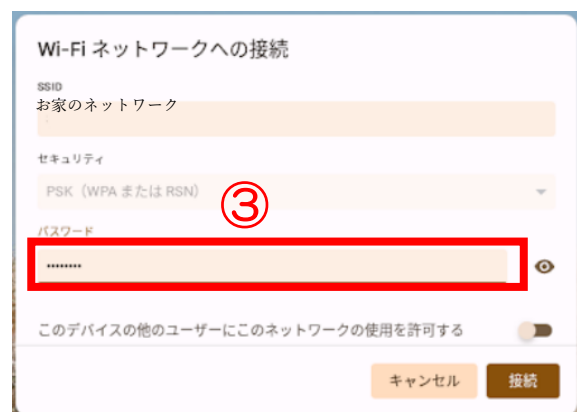 Wi-Fi ネットワークへの接続
SSID
お家のネットワーク
セキュリティ
PSK（WPA または RSN）
③
パスワード
••••••••
このデバイスの他のユーザーにこのネットワークの使用を許可する
キャンセル
接続